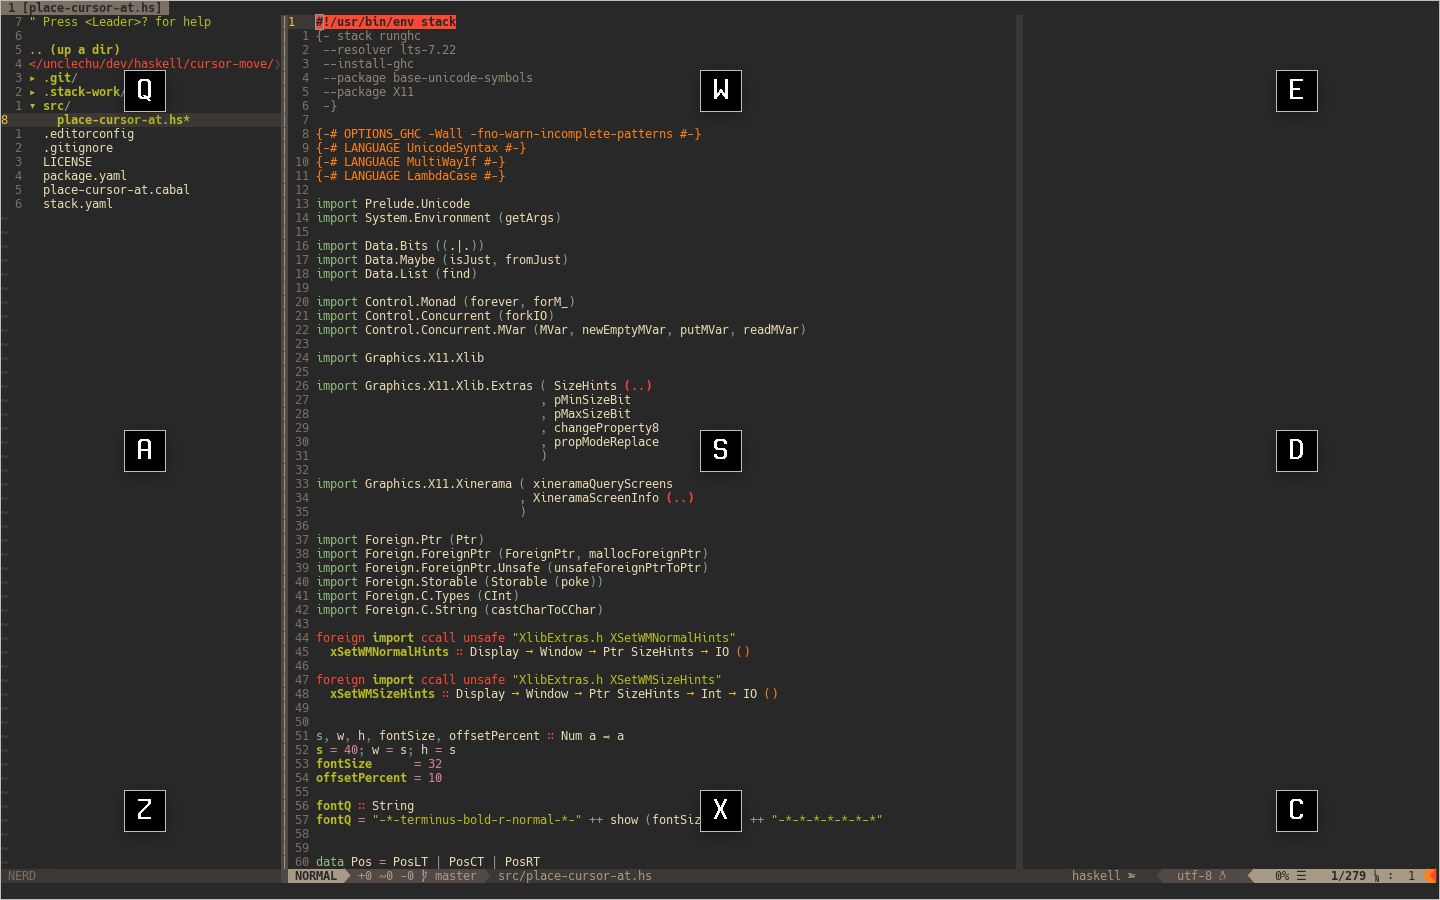 1 [place-cursor-at.hs]
7 " Press <Leader>? for help
6
5 .. (up a dir)
4 </unclechu/dev/haskell/cursor-move/
3 ▸ .git/
2 ▸ .stack-work/
1 ▾ src/
8 place-cursor-at.hs*
1 .editorconfig
2 .gitignore
3 LICENSE
4 package.yaml
5 place-cursor-at.cabal
6 stack.yaml
NERD
1 #!/usr/bin/env stack
1 {- stack runghc
2 --resolver lts-7.22
3 --install-ghc
4 --package base-unicode-symbols
5 --package X11
6 -}
7
8 {-# OPTIONS_GHC -Wall -fno-warn-incomplete-patterns #-}
9 {-# LANGUAGE UnicodeSyntax #-}
10 {-# LANGUAGE MultiWayIf #-}
11 {-# LANGUAGE LambdaCase #-}
12
13 import Prelude.Unicode
14 import System.Environment (getArgs)
15
16 import Data.Bits ((.|.))
17 import Data.Maybe (isJust, fromJust)
18 import Data.List (find)
19
20 import Control.Monad (forever, forM_)
21 import Control.Concurrent (forkIO)
22 import Control.Concurrent.MVar (MVar, newEmptyMVar, putMVar, readMVar)
23
24 import Graphics.X11.Xlib
25
26 import Graphics.X11.Xlib.Extras ( SizeHints (..)
27 , pMinSizeBit
28 , pMaxSizeBit
29 , changeProperty8
30 , propModeReplace
31 )
32
33 import Graphics.X11.Xinerama ( xineramaQueryScreens
34 , XineramaScreenInfo (..)
35 )
36
37 import Foreign.Ptr (Ptr)
38 import Foreign.ForeignPtr (ForeignPtr, mallocForeignPtr)
39 import Foreign.ForeignPtr.Unsafe (unsafeForeignPtrToPtr)
40 import Foreign.Storable (Storable (poke))
41 import Foreign.C.Types (CInt)
42 import Foreign.C.String (castCharToCChar)
43
44 foreign import ccall unsafe "XlibExtras.h XSetWMNormalHints"
45 xSetWMNormalHints ∷ Display → Window → Ptr SizeHints → IO ()
46
47 foreign import ccall unsafe "XlibExtras.h XSetWMSizeHints"
48 xSetWMSizeHints ∷ Display → Window → Ptr SizeHints → Int → IO ()
49
50
51 s, w, h, fontSize, offsetPercent ∷ Num a ⇒ a
52 s = 40; w = s; h = s
53 fontSize = 32
54 offsetPercent = 10
55
56 fontQ ∷ String
57 fontQ = "-*-terminus-bold-r-normal-*-" ++ show (fontSiz ++ "-*-*-*-*-*-*-*"
58
59
60 data Pos = PosLT | PosCT | PosRT
NORMAL +0 ~0 -0 master src/place-cursor-at.hs haskell utf-8 0% ☰ 1/279 : 1
Q W E
A S D
Z X C